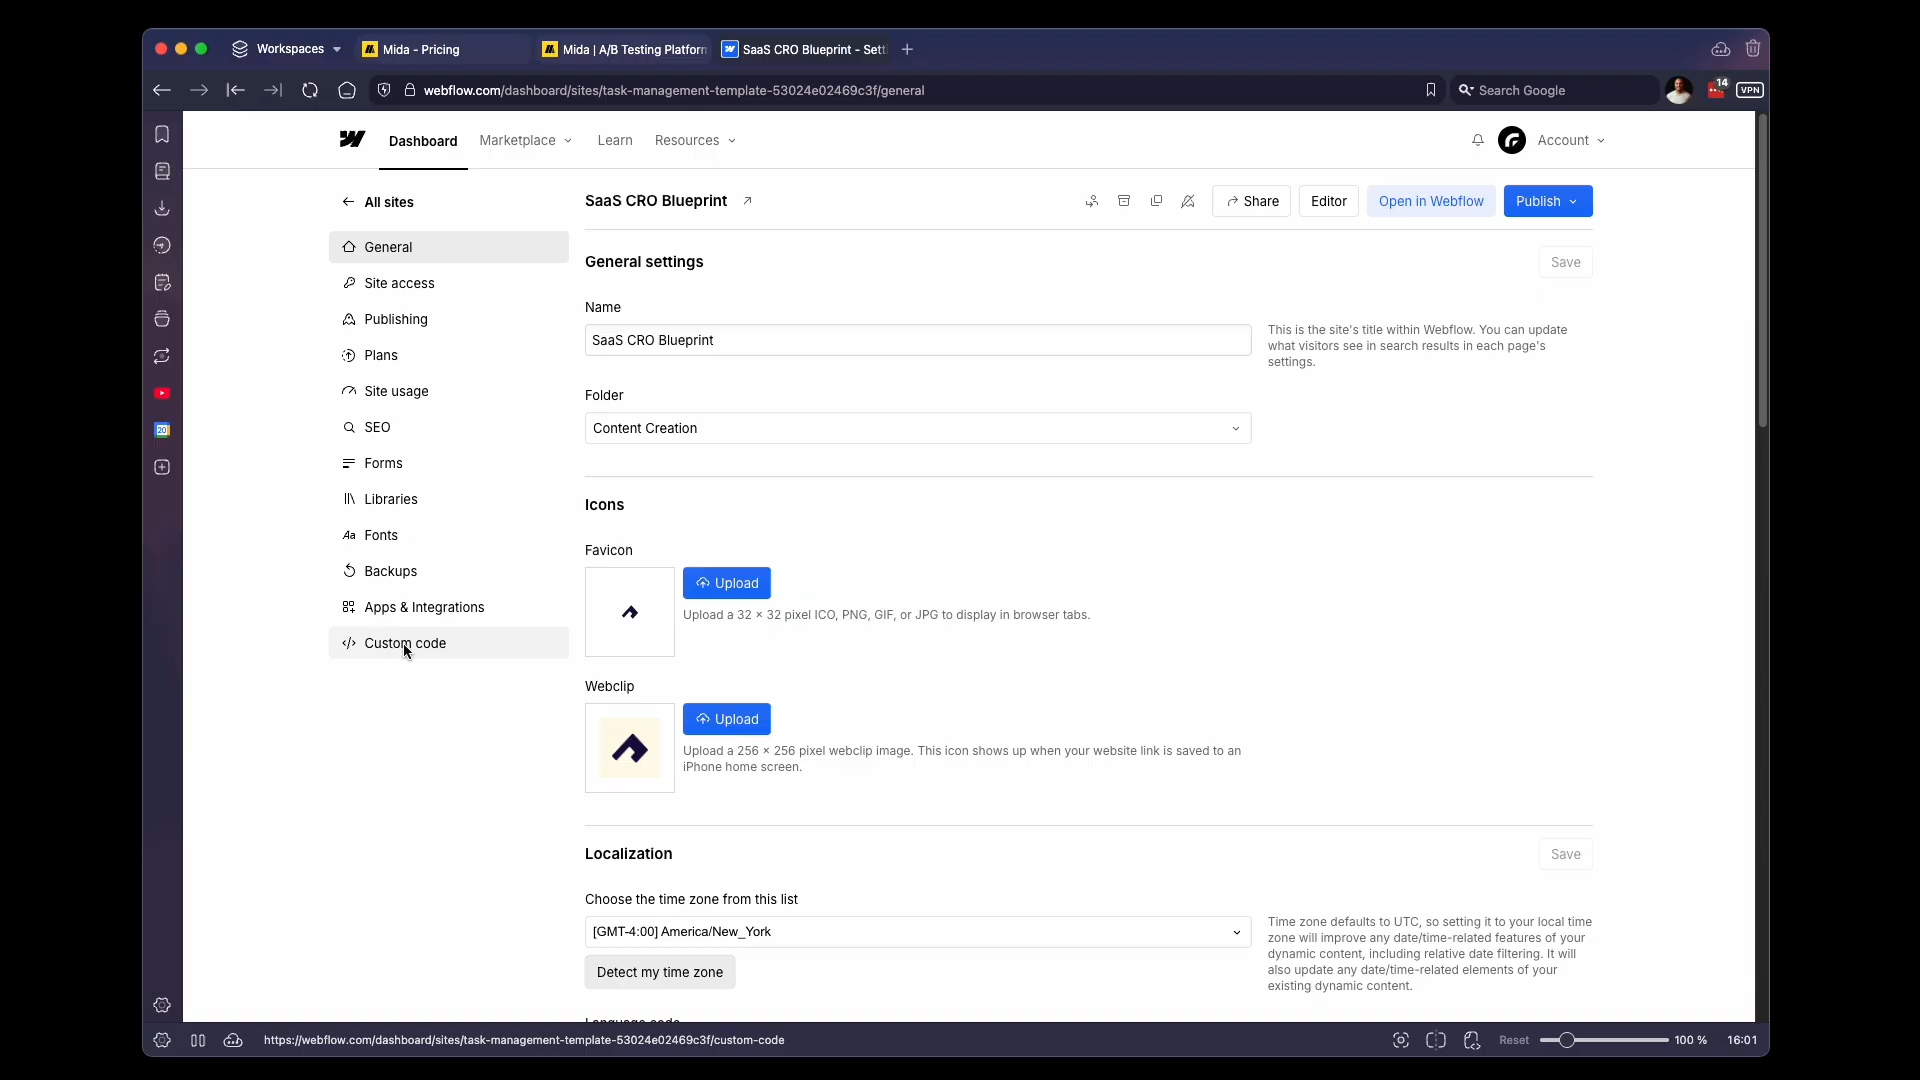 Workspaces
Mida - Pricing
Mida | A/B Testing Platform
SaaS CRO Blueprint - Sett
webflow.com/dashboard/sites/task-management-template-53024e02469c3f/general
Search Google
14
VPN
Dashboard
Marketplace
Learn
Resources
Account
All sites
SaaS CRO Blueprint
Share
Editor
Open in Webflow
Publish
General
Site access
Publishing
Plans
Site usage
SEO
Forms
Libraries
Aa Fonts
Backups
Apps & Integrations
</> Custom code
20
General settings
Save
Name
SaaS CRO Blueprint
This is the site's title within Webflow. You can update
what visitors see in search results in each page's
settings.
Folder
Content Creation
Icons
Favicon
Upload
Upload a 32 × 32 pixel ICO, PNG, GIF, or JPG to display in browser tabs.
Webclip
Upload
Upload a 256 × 256 pixel webclip image. This icon shows up when your website link is saved to an
iPhone home screen.
Localization
Save
Choose the time zone from this list
[GMT-4:00] America/New_York
Detect my time zone
Time zone defaults to UTC, so setting it to your local time
zone will improve any date/time-related features of your
dynamic content, including relative date filtering. It will
also update any date/time-related elements of your
existing dynamic content.
Language code
https://webflow.com/dashboard/sites/task-management-template-53024e02469c3f/custom-code
Reset
100 %
16:01